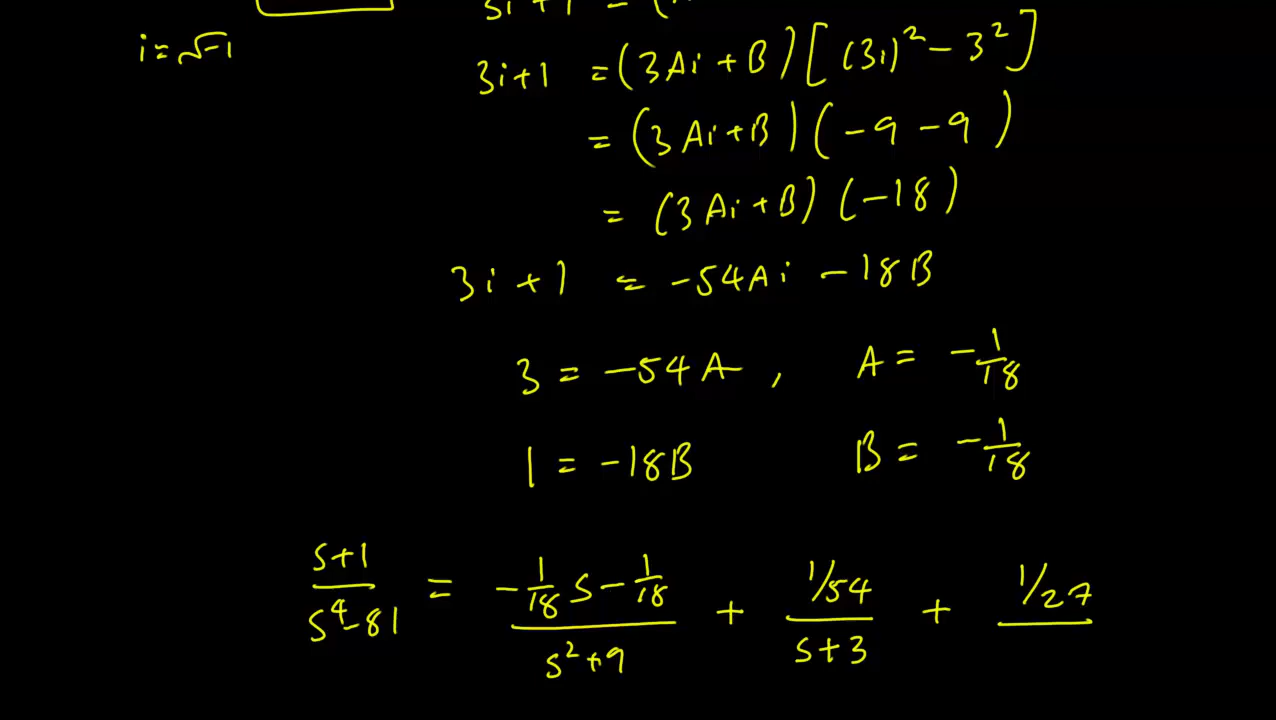 3i+1 = (
i=√-1
3i+1 = (3Ai+B)[(3i)²-3²]
= (3Ai+B)(-9-9)
= (3Ai+B)(-18)
3i+1 = -54Ai -18B
3 = -54A, A = -1/18
1 = -18B B = -1/18
s+1/s⁴-81 = -1/18 s - 1/18 / s²+9 + 1/54 / s+3 + 1/27